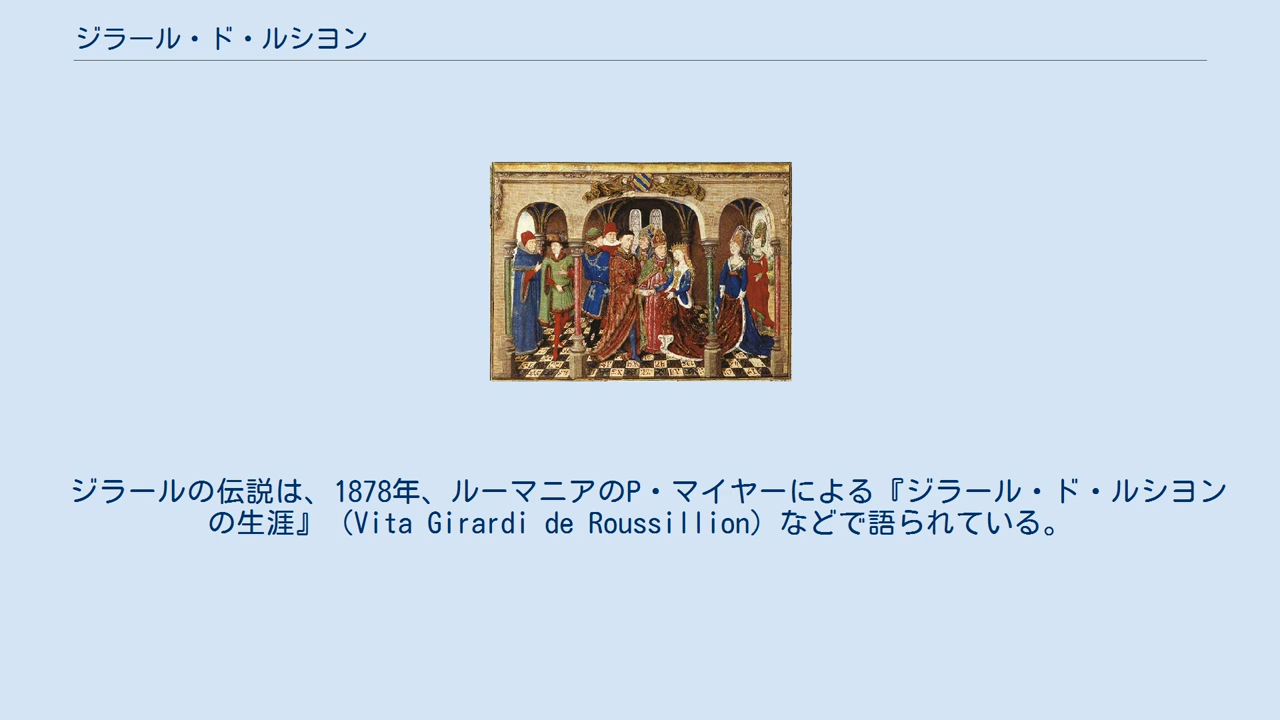 ジラール・ド・ルシヨン
ジラールの伝説は、1878年、ルーマニアのP・マイヤーによる『ジラール・ド・ルシヨン
の生涯』（Vita Girardi de Roussillion）などで語られている。